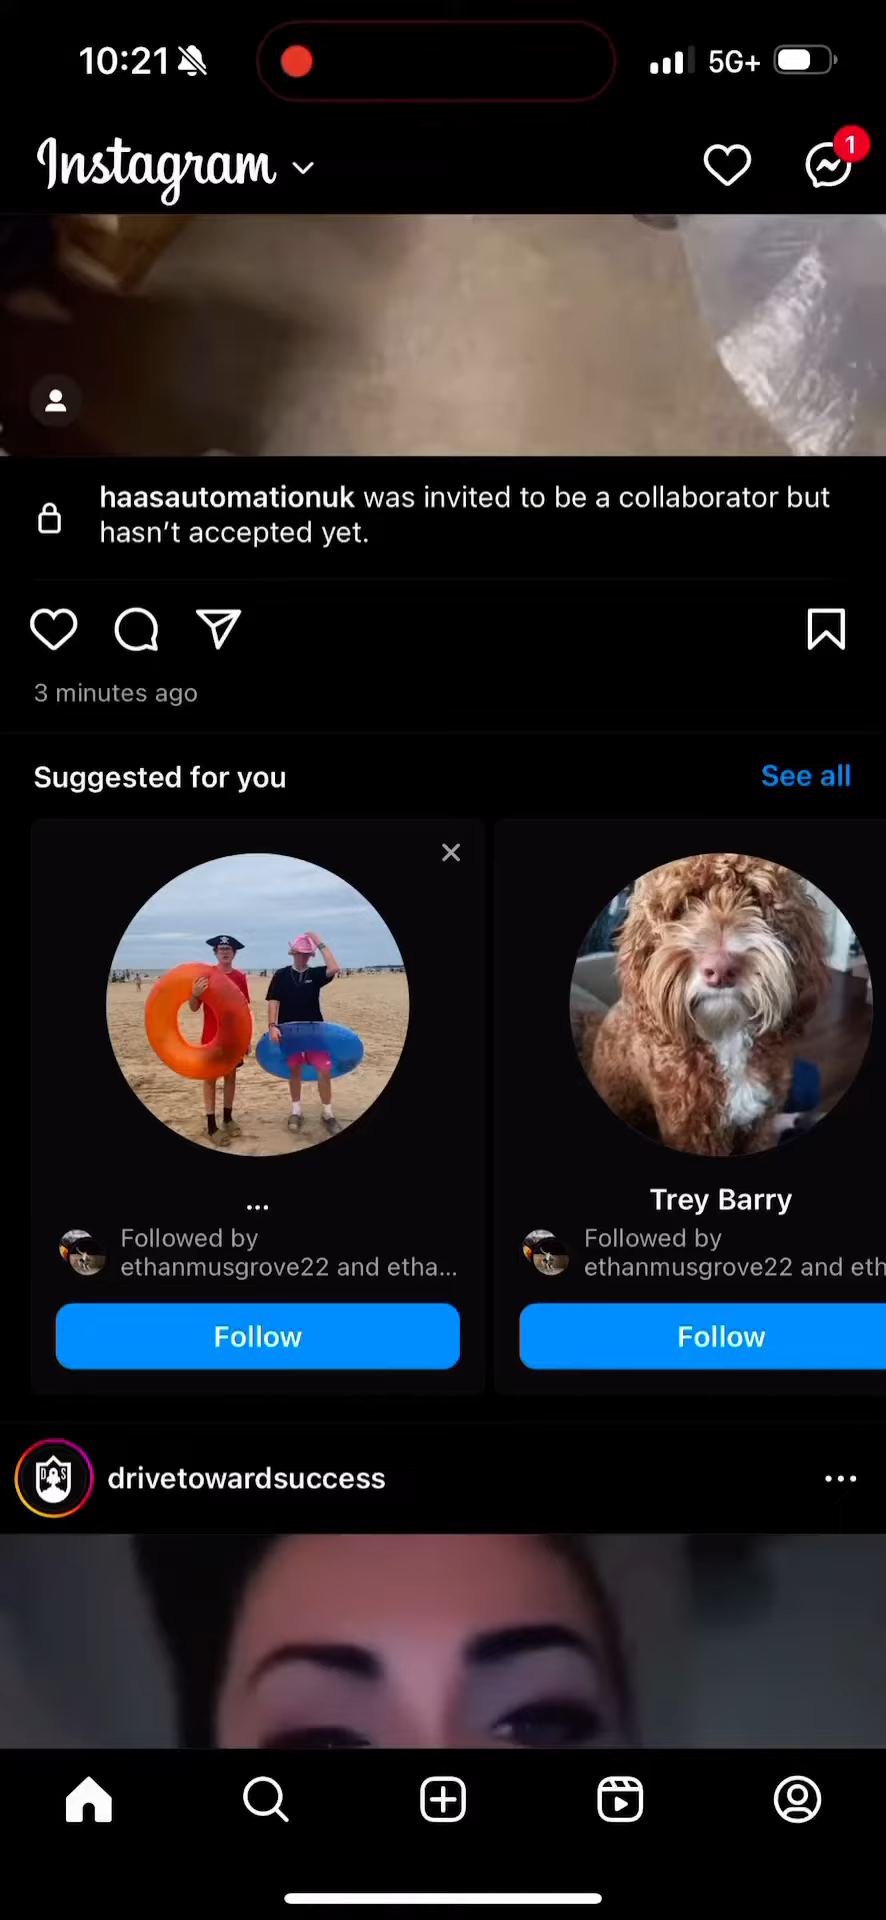 10:21
5G+
Instagram
1
haasautomationuk was invited to be a collaborator but
hasn’t accepted yet.
3 minutes ago
Suggested for you
See all
...
Followed by
ethanmusgrove22 and etha...
Follow
Trey Barry
Followed by
ethanmusgrove22 and eth
Follow
D S
drivetowardsuccess